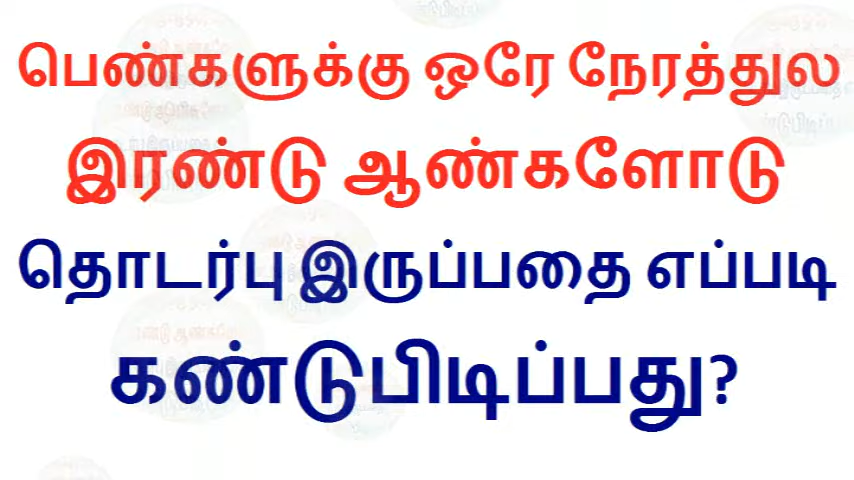 பெண்களுக்கு ஒரே நேரத்துல
இரண்டு ஆண்களோடு
தொடர்பு இருப்பதை எப்படி
கண்டுபிடிப்பது?